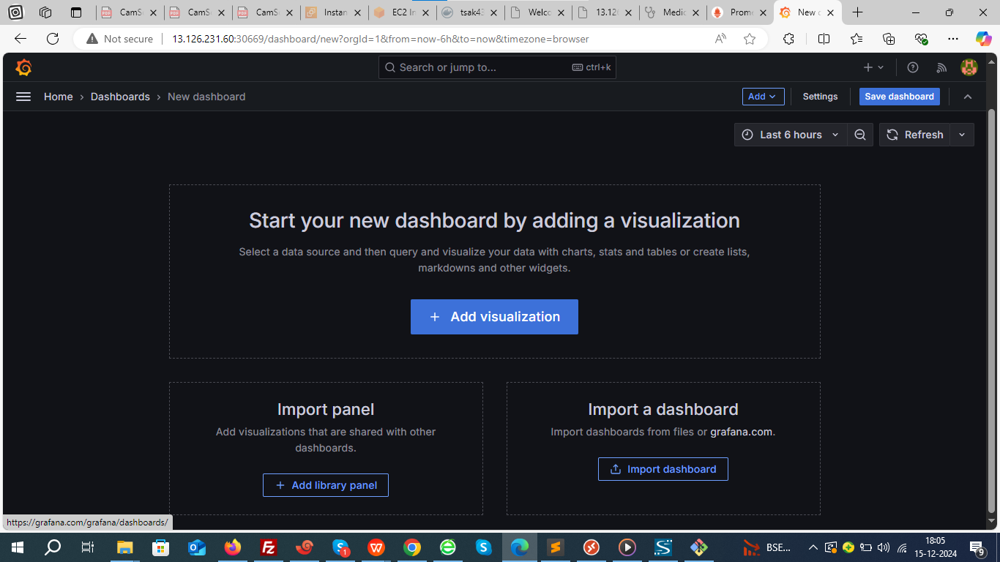 CamS
CamS
CamS
Instan
EC2 In
tsak43
Welco
13.126
Medic
Prome
New d
Not secure
13.126.231.60:30669/dashboard/new?orgId=1&from=now-6h&to=now&timezone=browser
Search or jump to...
ctrl+k
Home › Dashboards › New dashboard
Add
Settings
Save dashboard
Last 6 hours
Refresh
Start your new dashboard by adding a visualization
Select a data source and then query and visualize your data with charts, stats and tables or create lists,
markdowns and other widgets.
+ Add visualization
Import panel
Add visualizations that are shared with other
dashboards.
+ Add library panel
Import a dashboard
Import dashboards from files or grafana.com.
Import dashboard
https://grafana.com/grafana/dashboards/
BSE...
18:05
15-12-2024
9